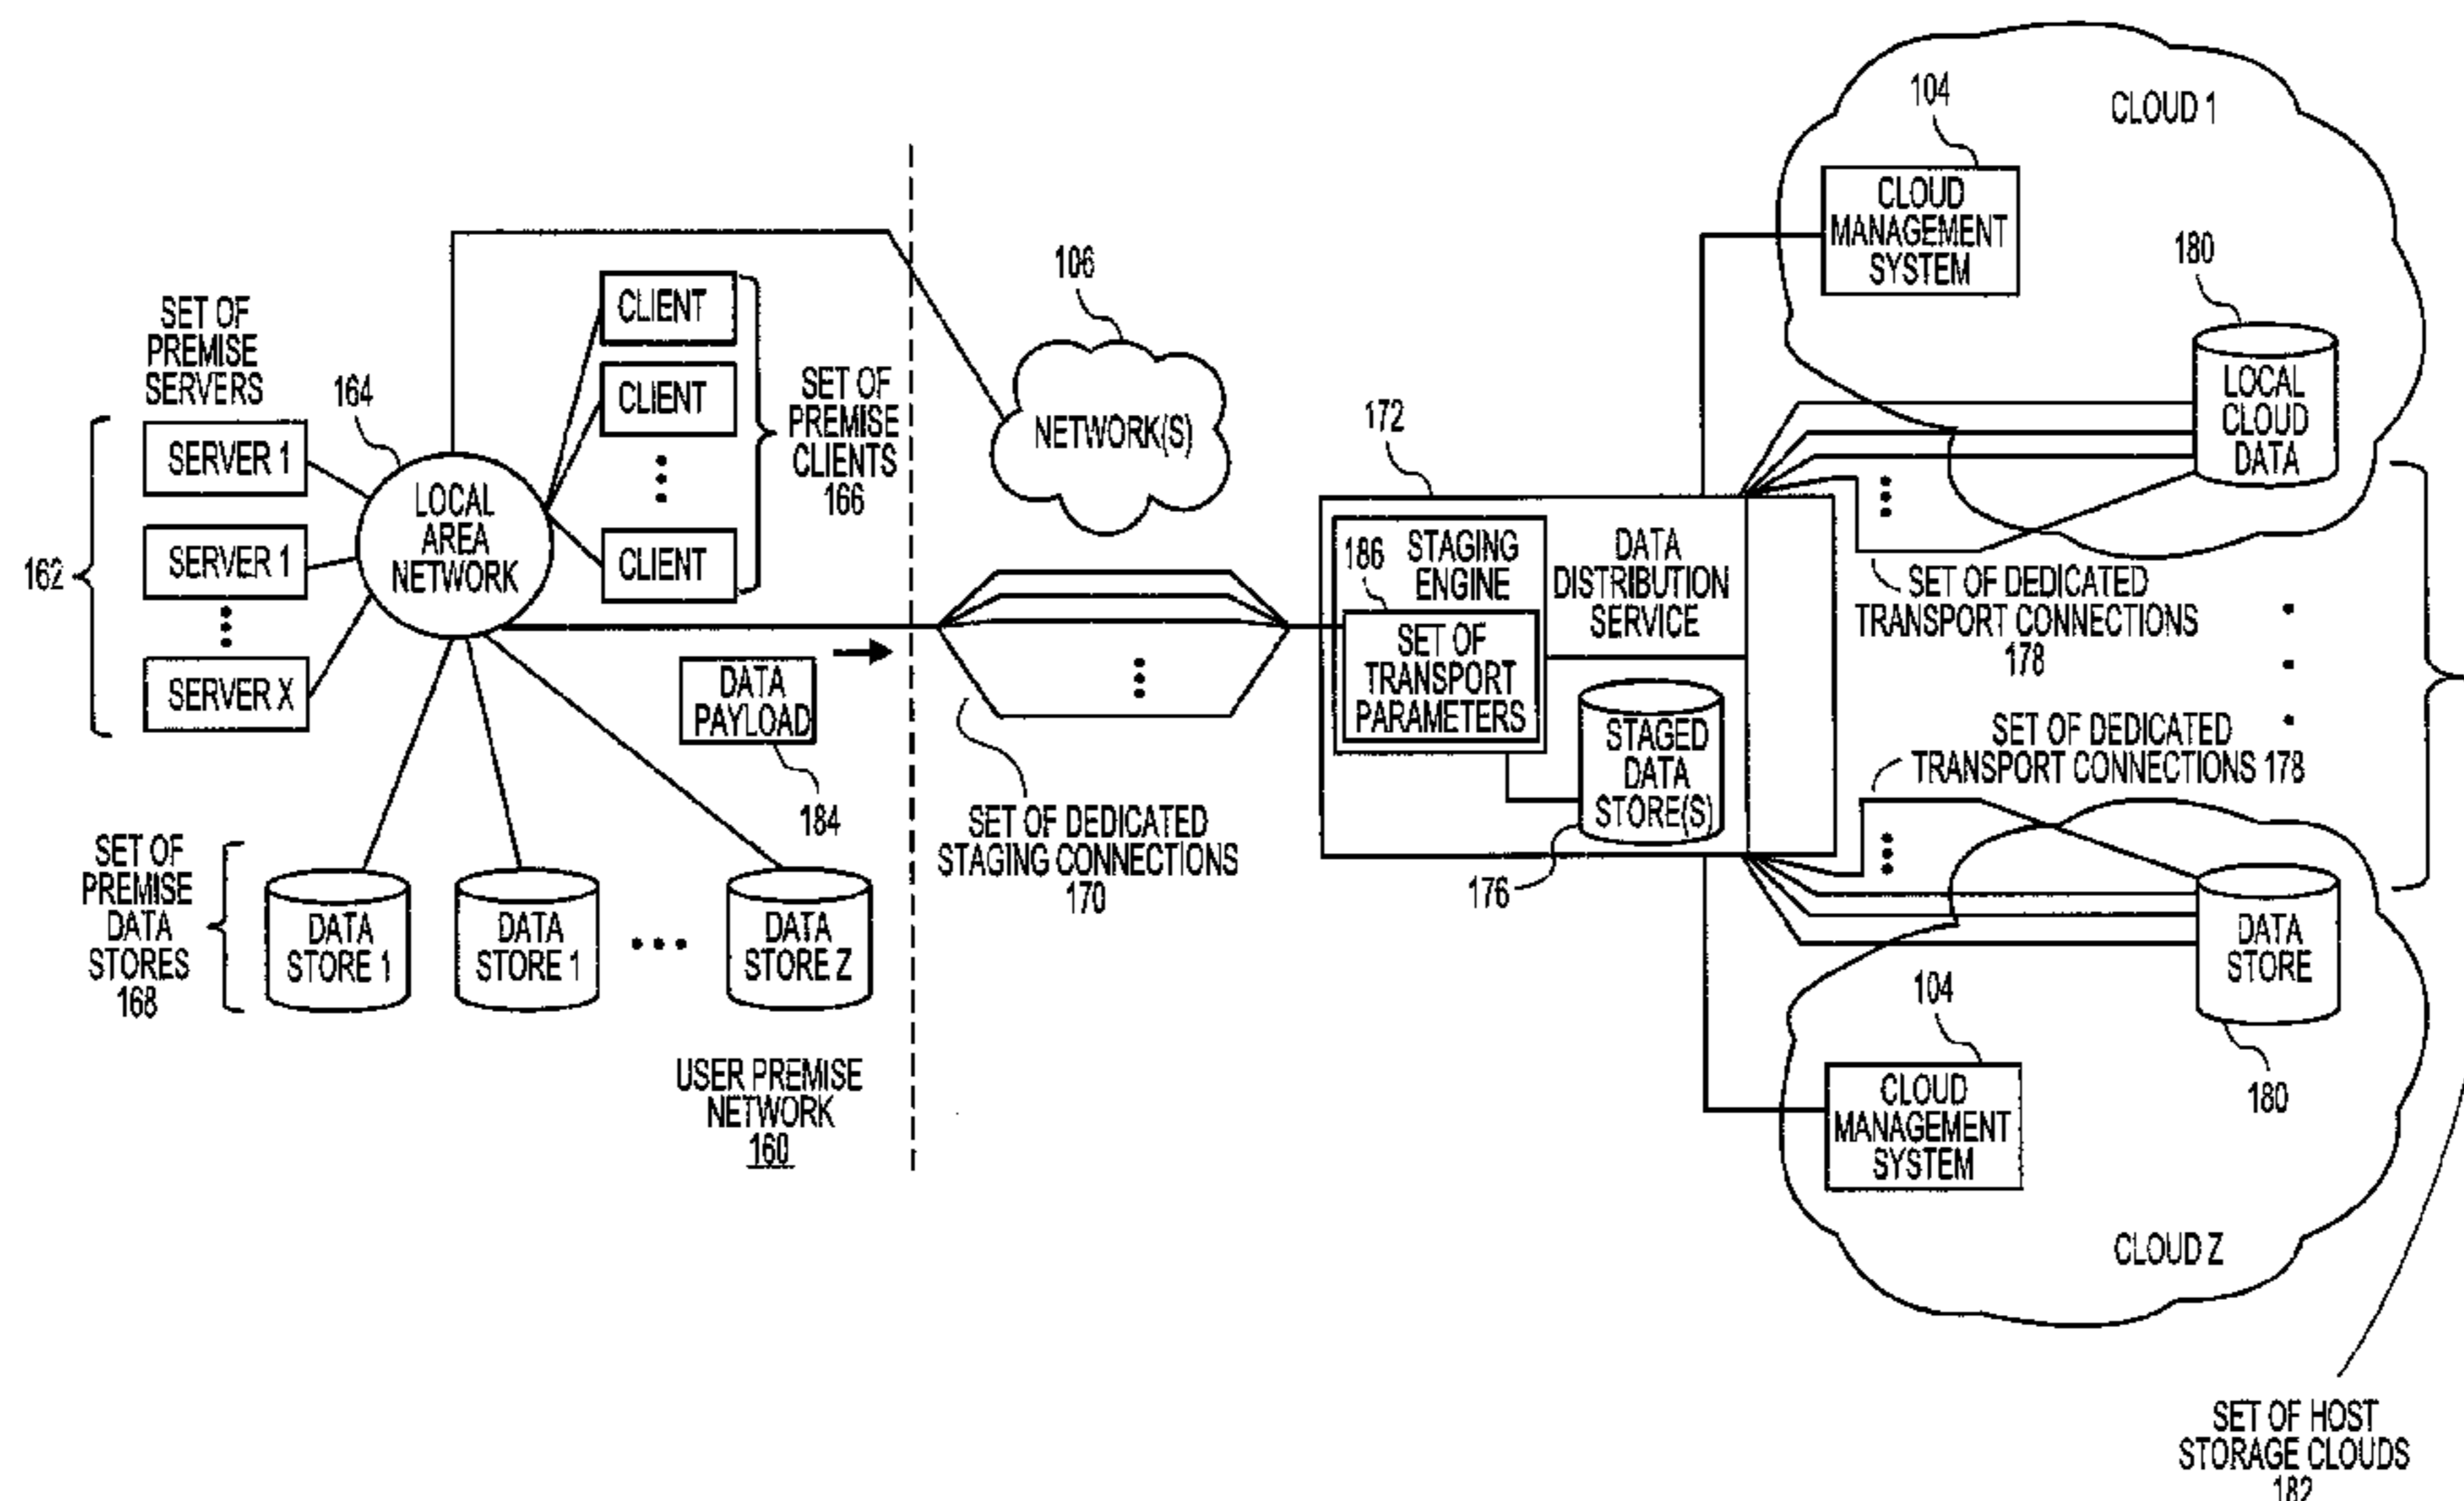 SET OF
PREMISE
SERVERS
162
SERVER 1
SERVER 1
SERVER X
164
LOCAL
AREA
NETWORK
CLIENT
CLIENT
CLIENT
SET OF
PREMISE
CLIENTS
166
SET OF
PREMISE
DATA
STORES
168
DATA
STORE 1
DATA
STORE 1
DATA
STORE Z
DATA
PAYLOAD
184
USER PREMISE
NETWORK
160
106
NETWORK(S)
SET OF DEDICATED
STAGING CONNECTIONS
170
172
186
STAGING
ENGINE
SET OF
TRANSPORT
PARAMETERS
DATA
DISTRIBUTION
SERVICE
STAGED
DATA
STORE(S)
176
CLOUD 1
104
CLOUD
MANAGEMENT
SYSTEM
180
LOCAL
CLOUD
DATA
SET OF DEDICATED
TRANSPORT CONNECTIONS
178
SET OF DEDICATED
TRANSPORT CONNECTIONS 178
DATA
STORE
180
104
CLOUD
MANAGEMENT
SYSTEM
CLOUD Z
SET OF HOST
STORAGE CLOUDS
182